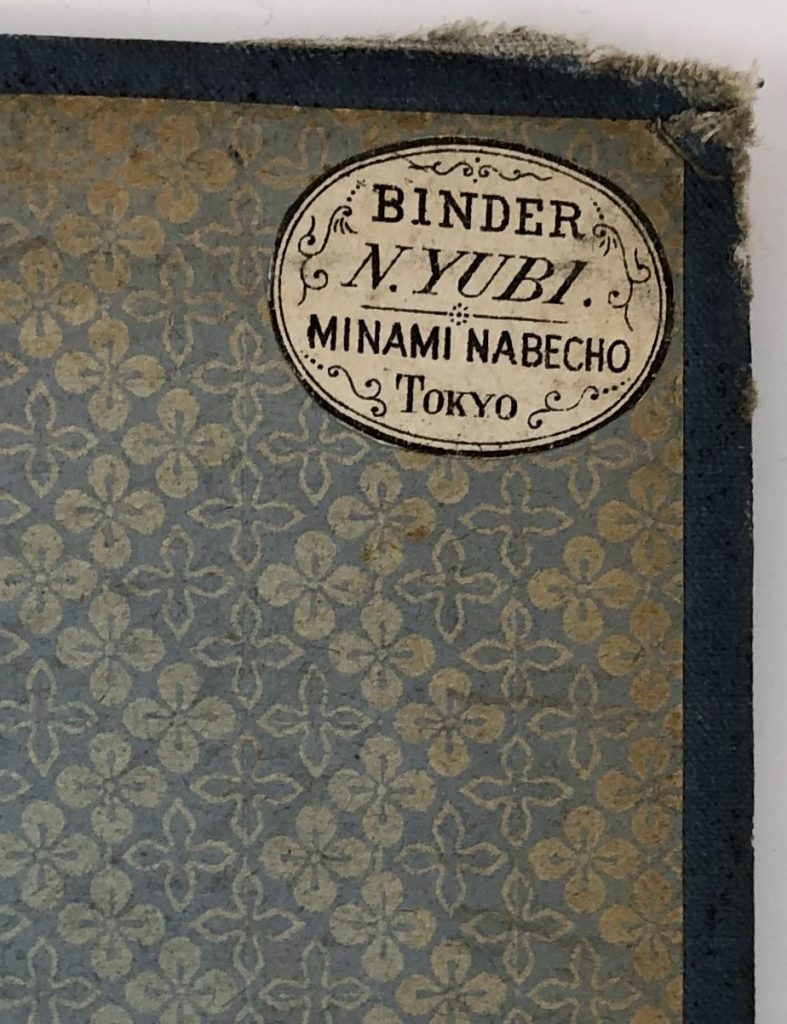 BINDER
N. YUBI.
MINAMI NABECHO
TOKYO